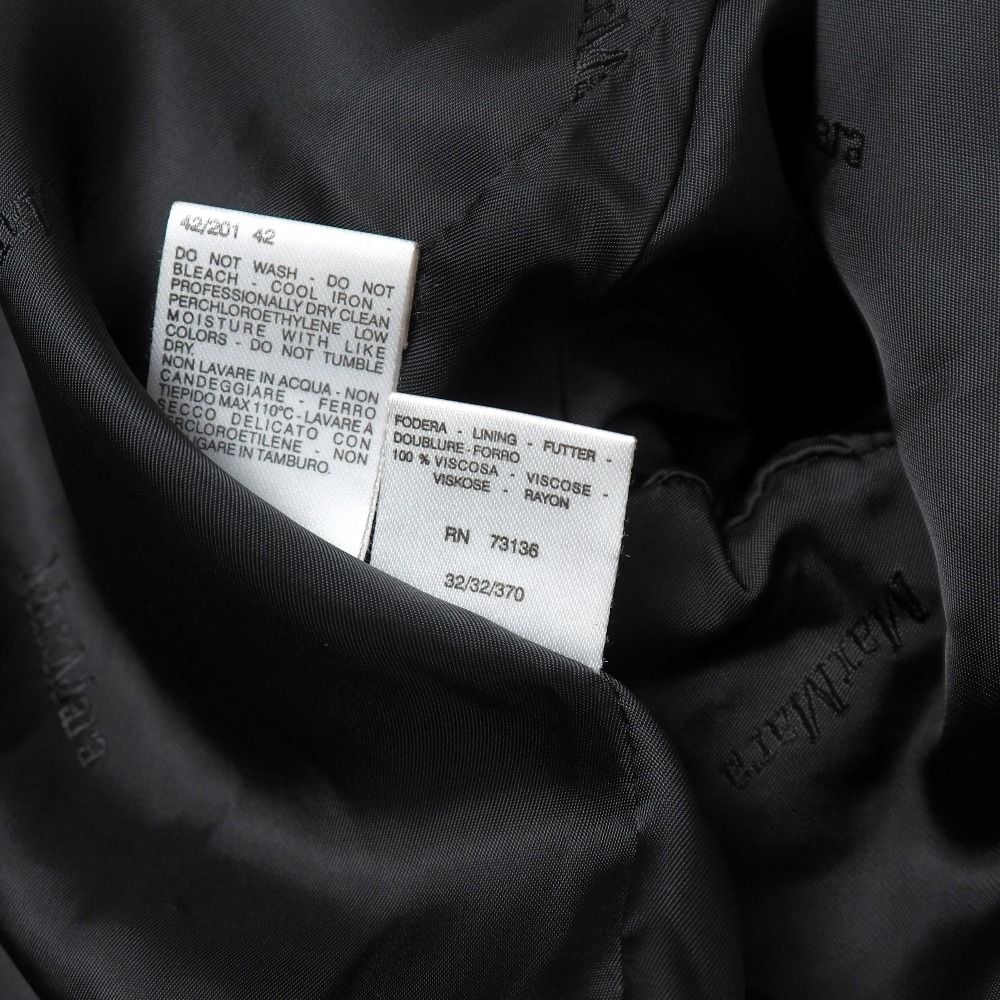 42/201 42
DO NOT WASH - DO NOT
BLEACH - COOL IRON -
PROFESSIONALLY DRY CLEAN
PERCHLOROETHYLENE LOW
MOISTURE WITH LIKE
COLORS - DO NOT TUMBLE
DRY.
NON LAVARE IN ACQUA - NON
CANDEGGIARE - FERRO
TIEPIDO MAX 110°C - LAVARE A
SECCO DELICATO CON
ERCLOROETILENE - NON
UGARE IN TAMBURO.
FODERA - LINING - FUTTER -
DOUBLURE - FORRO
100 % VISCOSA - VISCOSE -
VISKOSE - RAYON
RN 73136
32/32/370
MaxMara
MaxMara
ara